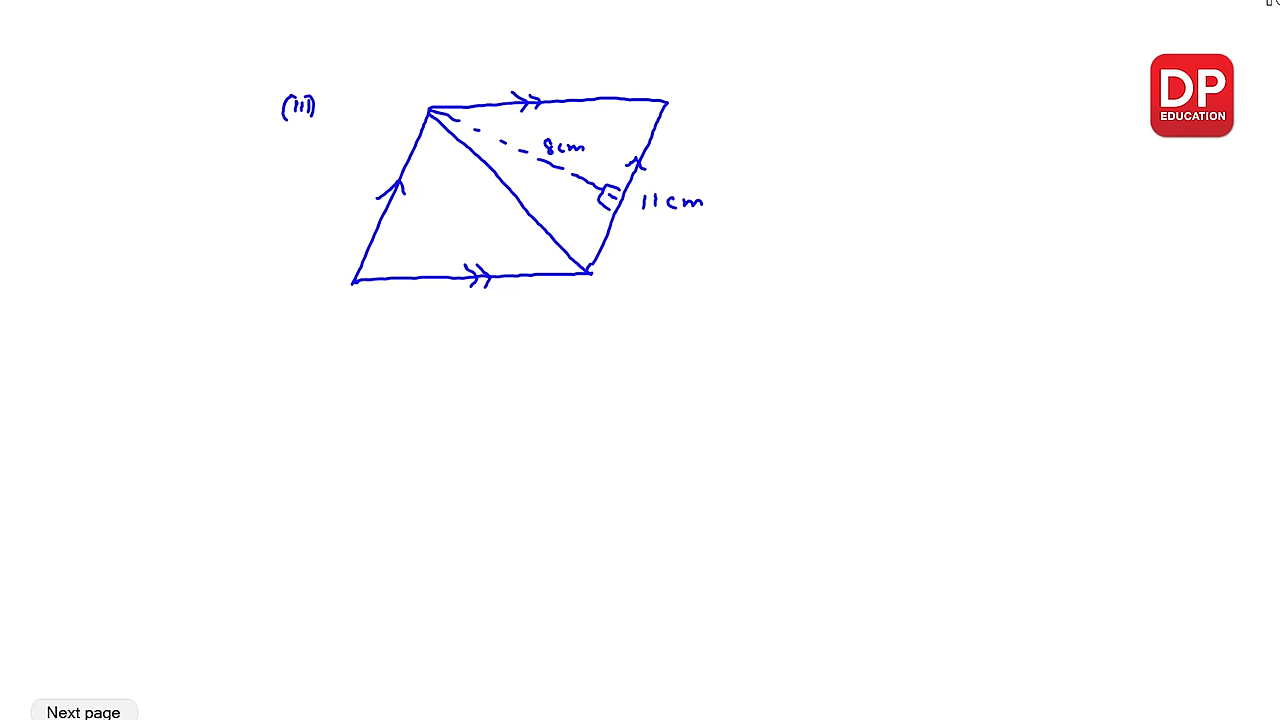 (iii)
8cm
11cm
DP
EDUCATION
Next page